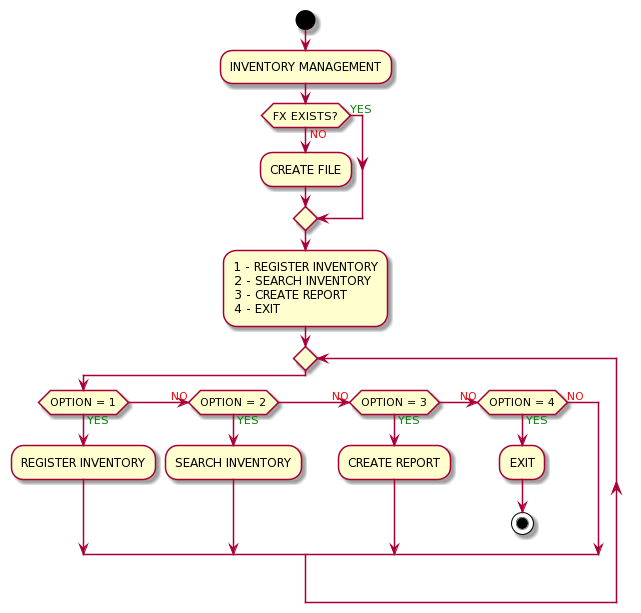 INVENTORY MANAGEMENT
FX EXISTS?
YES
NO
CREATE FILE
1 - REGISTER INVENTORY
2 - SEARCH INVENTORY
3 - CREATE REPORT
4 - EXIT
OPTION = 1
NO
OPTION = 2
NO
OPTION = 3
NO
OPTION = 4
NO
YES
YES
YES
YES
REGISTER INVENTORY
SEARCH INVENTORY
CREATE REPORT
EXIT